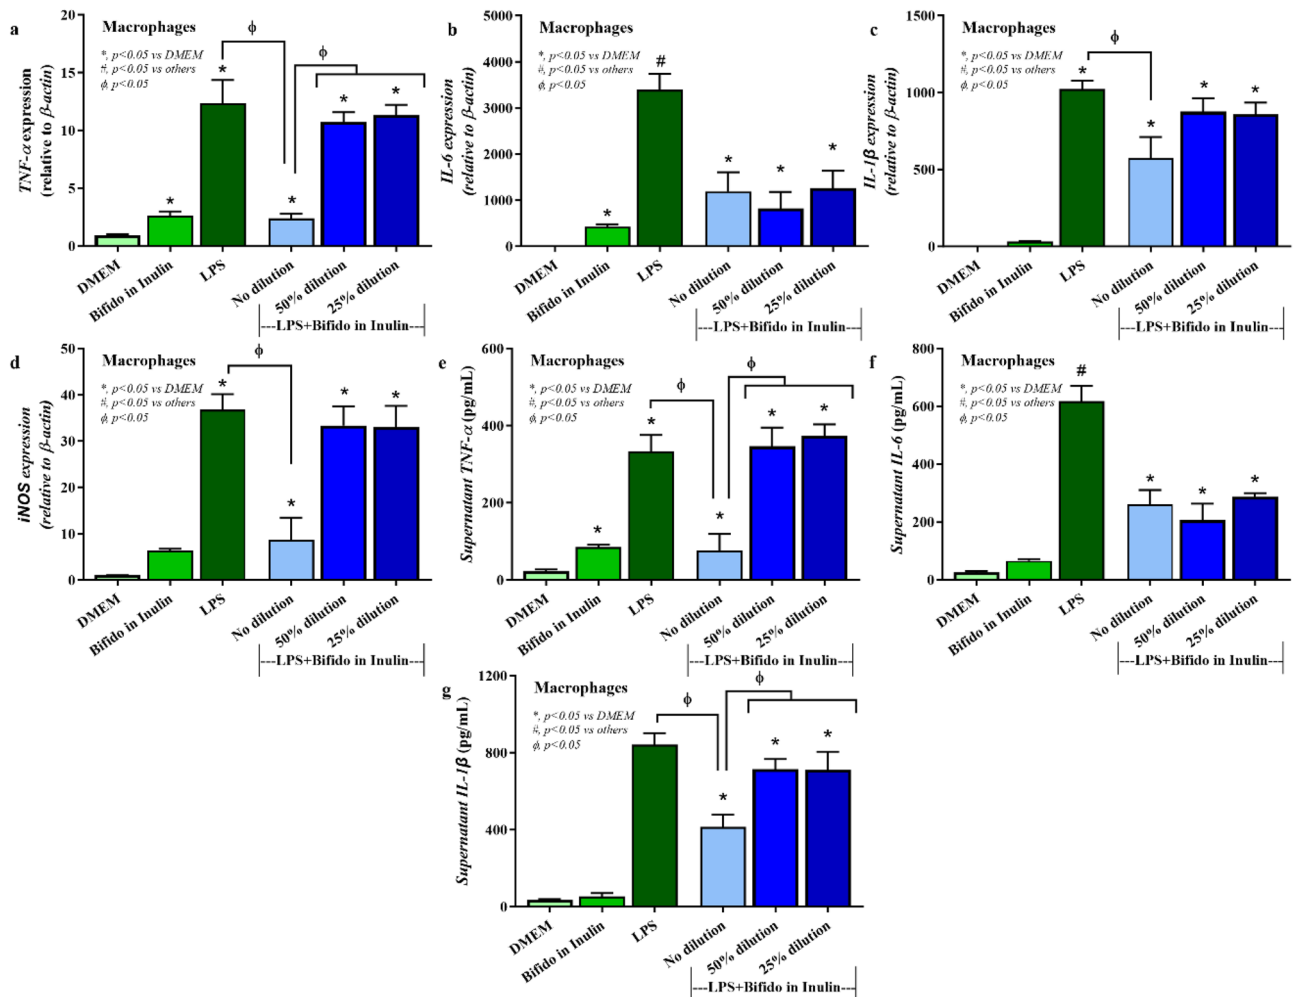 a
Macrophages
*, p<0.05 vs DMEM
#, p<0.05 vs others
ϕ, p<0.05
TNF-α expression
(relative to β-actin)
20
15
10
5
0
*
*
ϕ
ϕ
*
*
*
DMEM
Bifido in Inulin
LPS
No dilution
50% dilution
25% dilution
---LPS+Bifido in Inulin---
b
Macrophages
*, p<0.05 vs DMEM
#, p<0.05 vs others
ϕ, p<0.05
IL-6 expression
(relative to β-actin)
5000
4000
3000
2000
1000
0
*
#
*
*
*
DMEM
Bifido in Inulin
LPS
No dilution
50% dilution
25% dilution
---LPS+Bifido in Inulin---
c
Macrophages
*, p<0.05 vs DMEM
#, p<0.05 vs others
ϕ, p<0.05
IL-1β expression
(relative to β-actin)
1500
1000
500
0
ϕ
*
*
*
*
DMEM
Bifido in Inulin
LPS
No dilution
50% dilution
25% dilution
---LPS+Bifido in Inulin---
d
Macrophages
*, p<0.05 vs DMEM
#, p<0.05 vs others
ϕ, p<0.05
iNOS expression
(relative to β-actin)
50
40
30
20
10
0
ϕ
*
*
*
*
DMEM
Bifido in Inulin
LPS
No dilution
50% dilution
25% dilution
---LPS+Bifido in Inulin---
e
Macrophages
*, p<0.05 vs DMEM
#, p<0.05 vs others
ϕ, p<0.05
Supernatant TNF-α (pg/mL)
600
400
200
0
ϕ
ϕ
*
*
*
*
*
DMEM
Bifido in Inulin
LPS
No dilution
50% dilution
25% dilution
---LPS+Bifido in Inulin---
f
Macrophages
*, p<0.05 vs DMEM
#, p<0.05 vs others
ϕ, p<0.05
Supernatant IL-6 (pg/mL)
800
600
400
200
0
#
*
*
*
DMEM
Bifido in Inulin
LPS
No dilution
50% dilution
25% dilution
---LPS+Bifido in Inulin---
g
Macrophages
*, p<0.05 vs DMEM
#, p<0.05 vs others
ϕ, p<0.05
Supernatant IL-1β (pg/mL)
1200
800
400
0
ϕ
ϕ
*
*
*
DMEM
Bifido in Inulin
LPS
No dilution
50% dilution
25% dilution
---LPS+Bifido in Inulin---